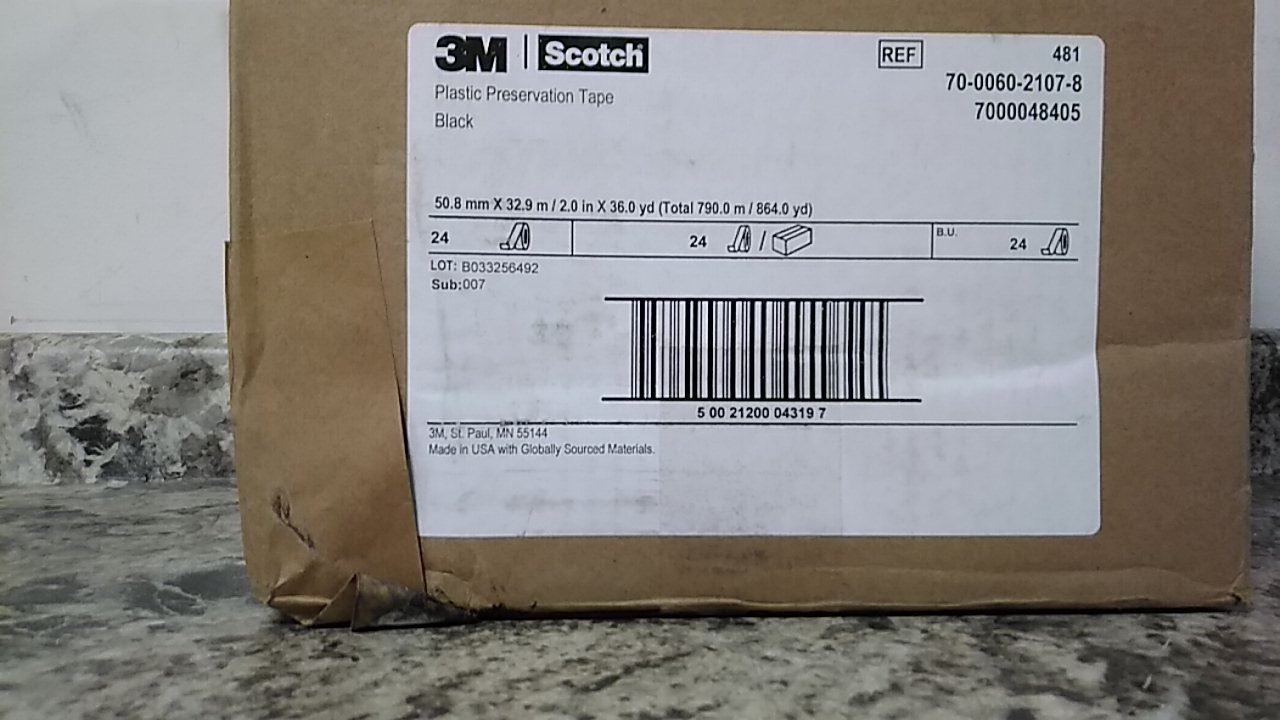 3M | Scotch
REF 481
70-0060-2107-8
7000048405
Plastic Preservation Tape
Black
50.8 mm X 32.9 m / 2.0 in X 36.0 yd (Total 790.0 m / 864.0 yd)
24 24 / B.U. 24
LOT: B033256492
Sub:007
5 00 21200 04319 7
3M, St. Paul, MN 55144
Made in USA with Globally Sourced Materials.